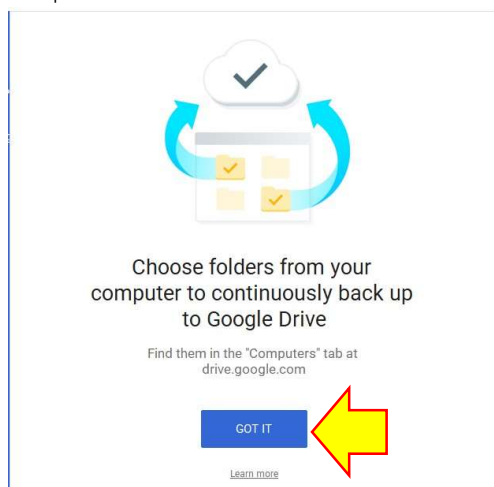 Choose folders from your
computer to continuously back up
to Google Drive
Find them in the "Computers" tab at
drive.google.com
GOT IT
Learn more